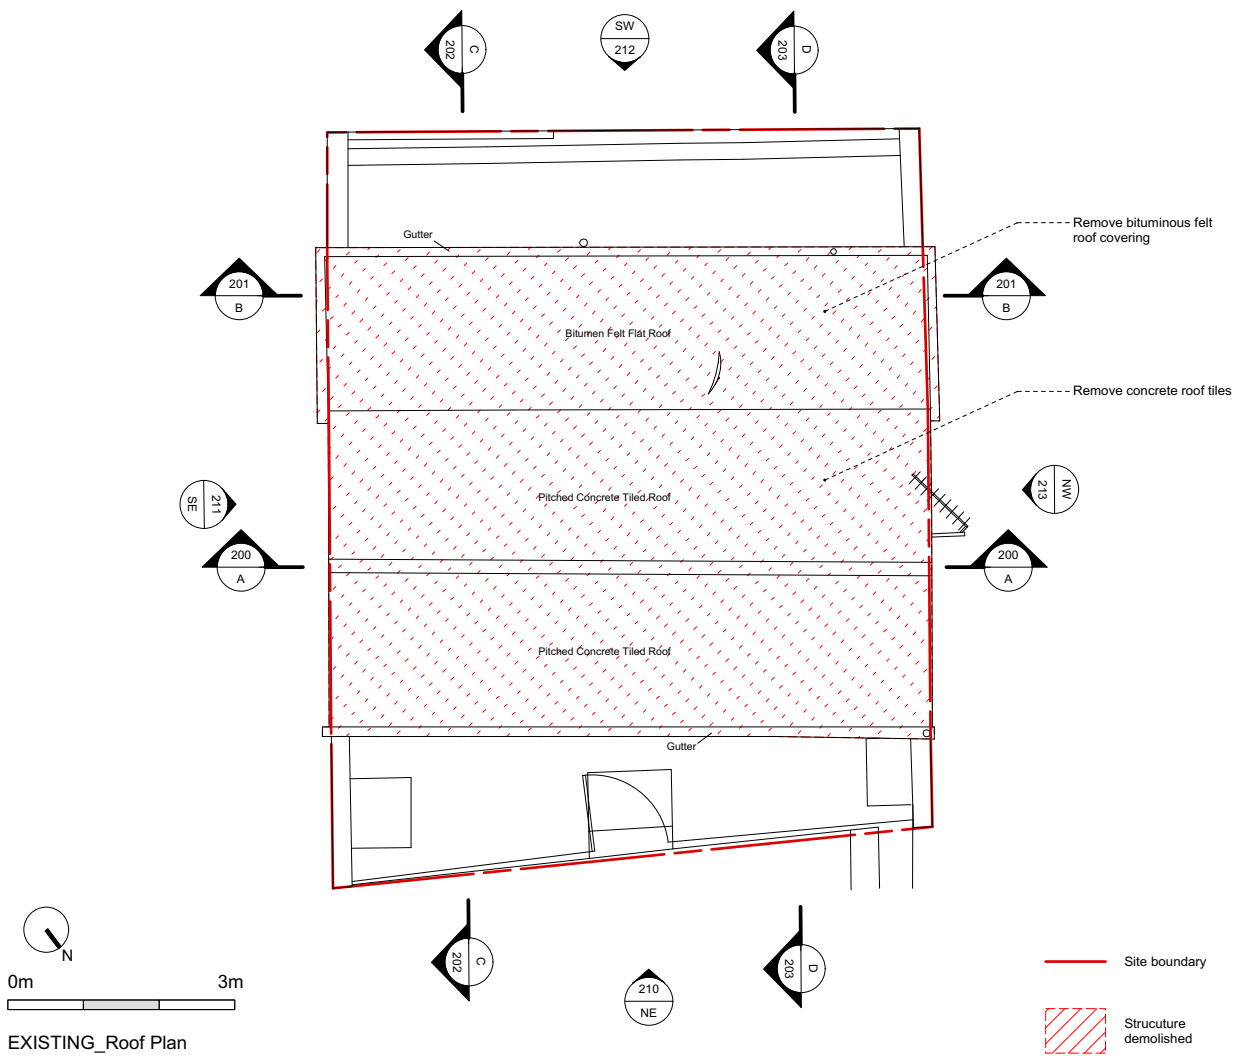 C
202
SW
212
D
203
Remove bituminous felt
roof covering
Gutter
201
B
201
B
Bitumen Felt Flat Roof
Remove concrete roof tiles
Pitched Concrete Tiled Roof
211
SE
NW
213
200
A
200
A
Pitched Concrete Tiled Roof
Gutter
N
C
202
D
203
210
NE
0m
3m
Site boundary
Strucuture
demolished
EXISTING_Roof Plan